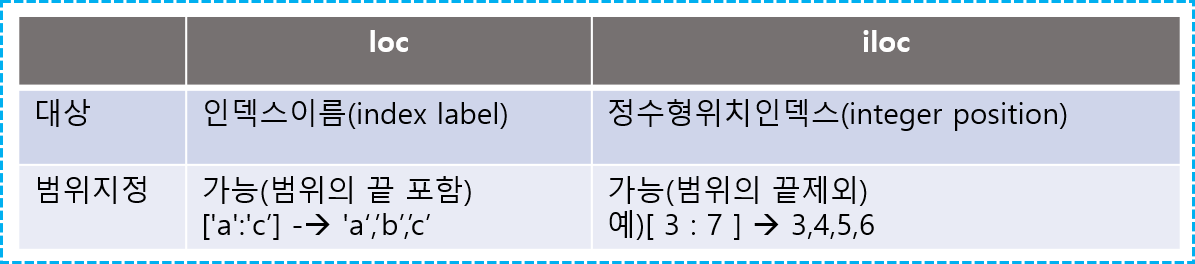 loc iloc
대상 인덱스이름(index label) 정수형위치인덱스(integer position)
범위지정 가능(범위의 끝 포함) 가능(범위의 끝제외)
['a':'c‘] -→ 'a‘,’b’,’c‘ 예)[ 3 : 7 ] → 3,4,5,6